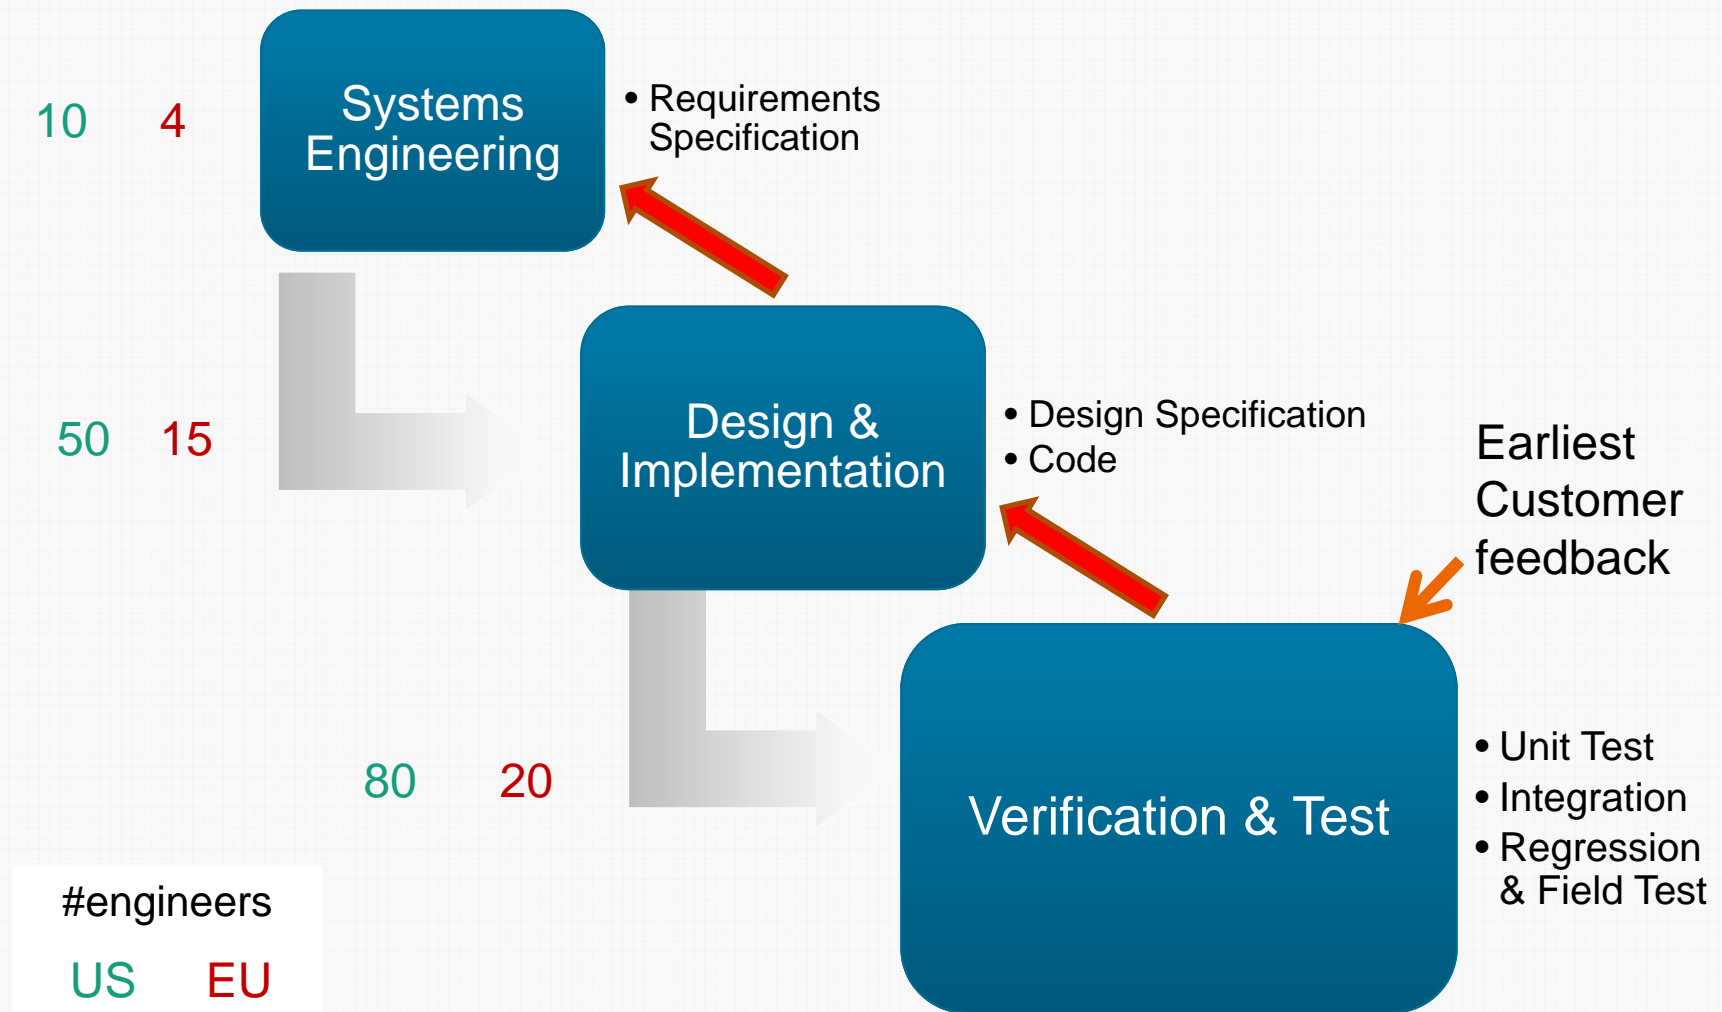 10 4
Systems
Engineering
• Requirements
Specification
50 15
Design &
Implementation
• Design Specification
• Code
Earliest
Customer
feedback
80 20
Verification & Test
• Unit Test
• Integration
• Regression
& Field Test
#engineers
US EU